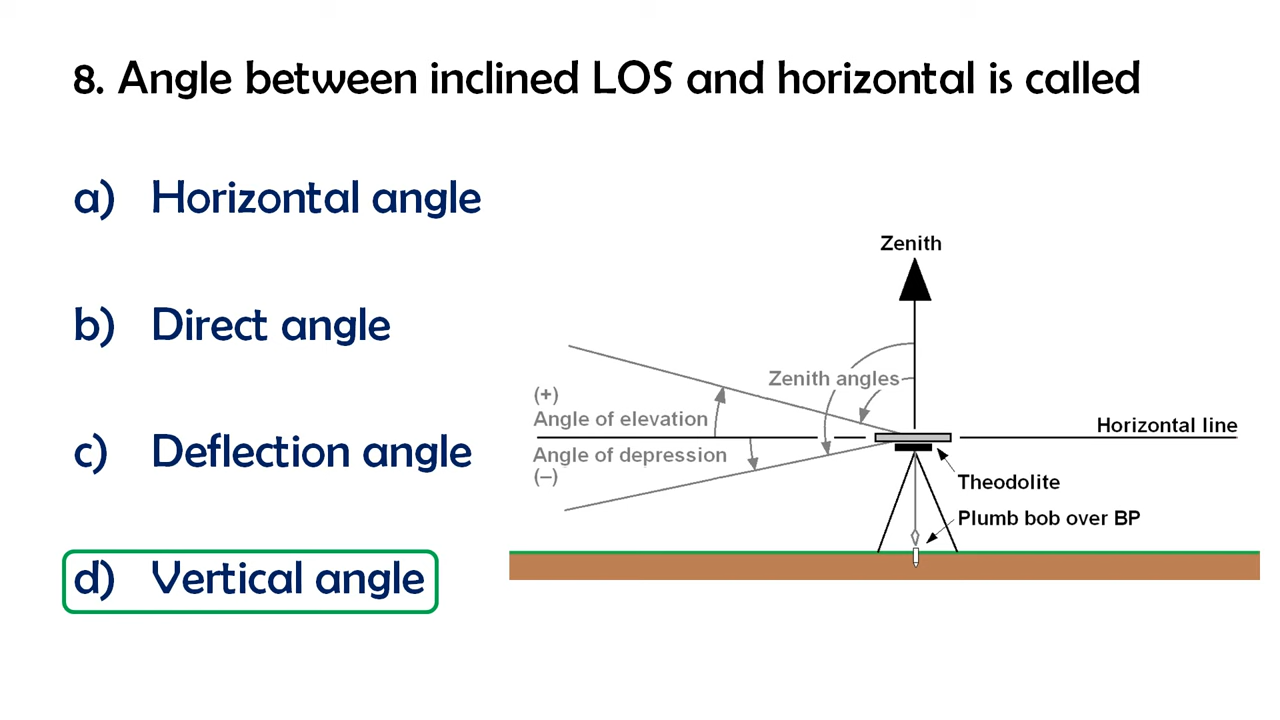 8. Angle between inclined LOS and horizontal is called
a) Horizontal angle
b) Direct angle
c) Deflection angle
d) Vertical angle
Zenith
Zenith angles
(+)
Angle of elevation
Horizontal line
Angle of depression
(–)
Theodolite
Plumb bob over BP